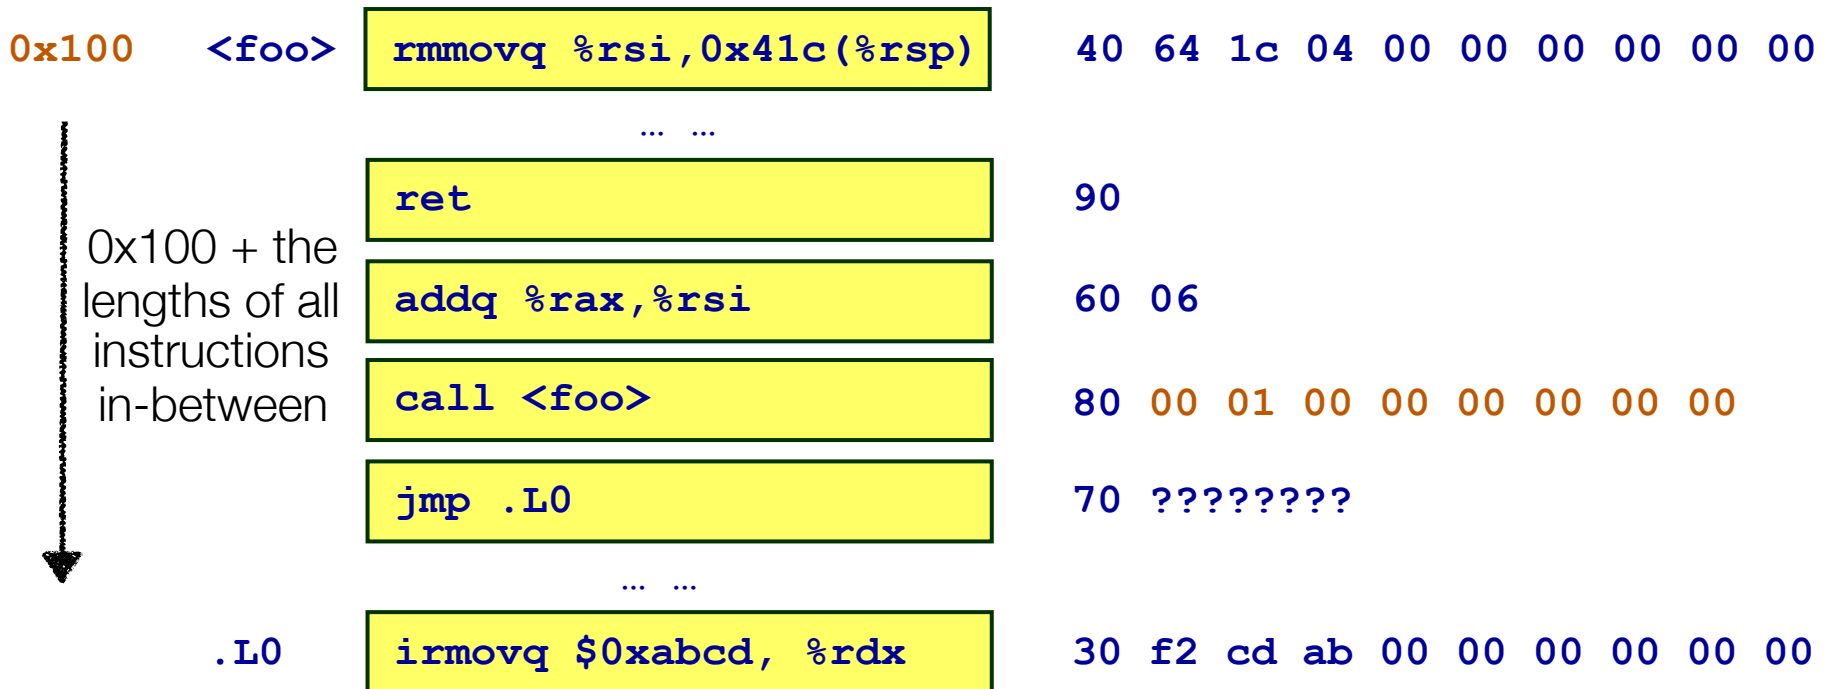 0x100 <foo> rmmovq %rsi,0x41c(%rsp) 40 64 1c 04 00 00 00 00 00 00
… …
ret 90
0x100 + the
lengths of all
instructions
in-between
addq %rax,%rsi 60 06
call <foo> 80 00 01 00 00 00 00 00 00
jmp .L0 70 ????????
… …
.L0 irmovq $0xabcd, %rdx 30 f2 cd ab 00 00 00 00 00 00